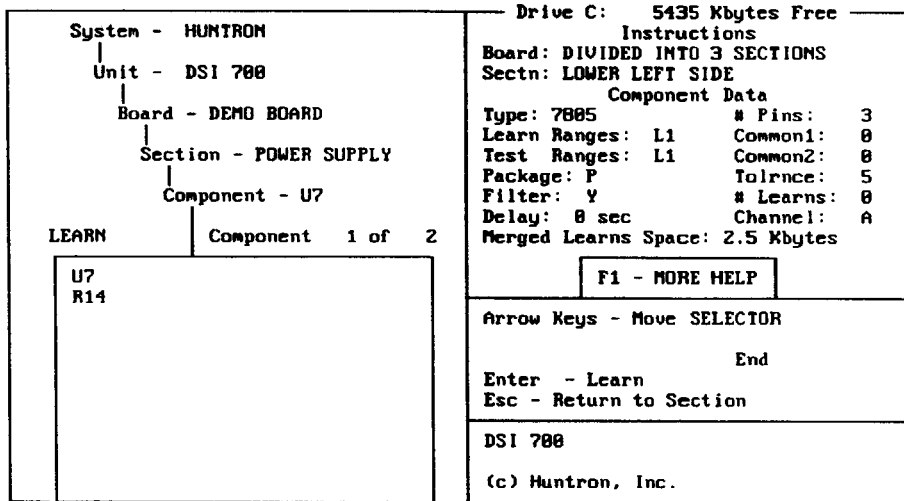 System - HUNTRON
Unit - DSI 700
Board - DEMO BOARD
Section - POWER SUPPLY
Component - U7
LEARN Component 1 of 2
U7
R14
Drive C: 5435 Kbytes Free
Instructions
Board: DIVIDED INTO 3 SECTIONS
Sectn: LOWER LEFT SIDE
Component Data
Type: 7805 # Pins: 3
Learn Ranges: L1 Common1: 0
Test Ranges: L1 Common2: 0
Package: P Tolrnce: 5
Filter: Y # Learns: 0
Delay: 0 sec Channel: A
Merged Learns Space: 2.5 Kbytes
F1 - MORE HELP
Arrow Keys - Move SELECTOR
End
Enter - Learn
Esc - Return to Section
DSI 700
(c) Huntron, Inc.